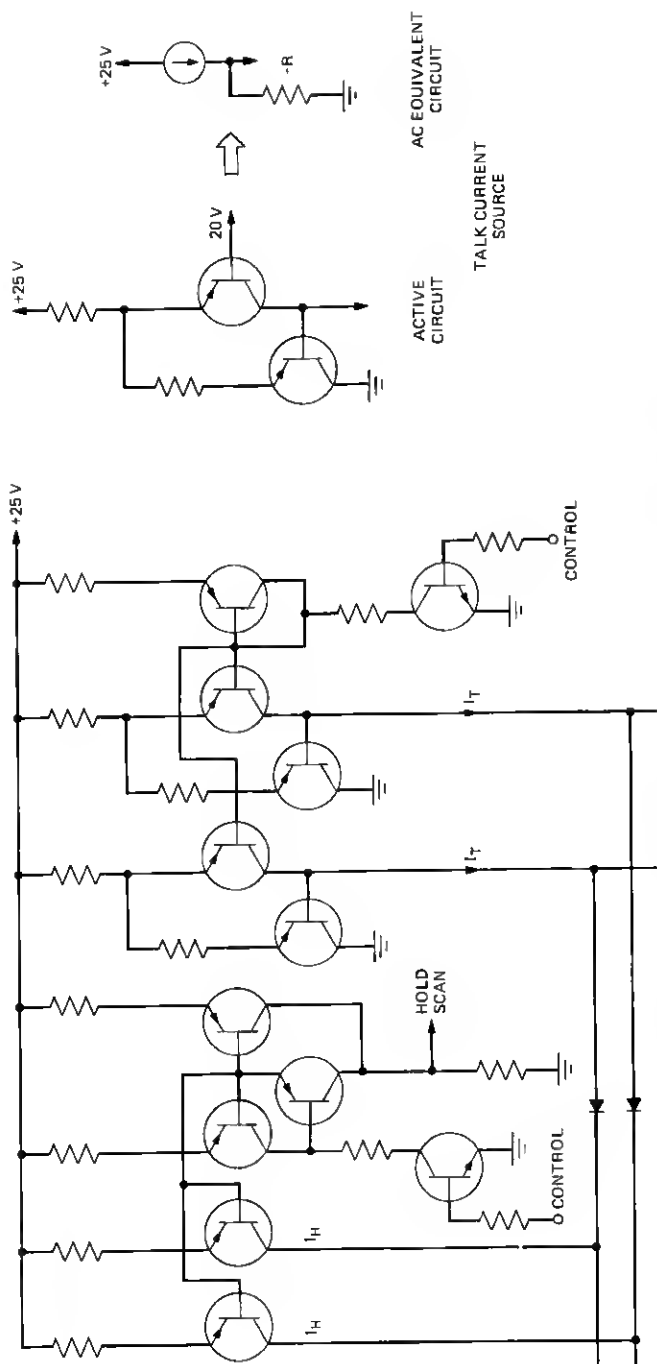 +25 V
I_H
I_H
CONTROL
HOLD
SCAN
I_T
I_T
CONTROL
+25 V
20 V
ACTIVE
CIRCUIT
+25 V
-R
AC EQUIVALENT
CIRCUIT
TALK CURRENT
SOURCE